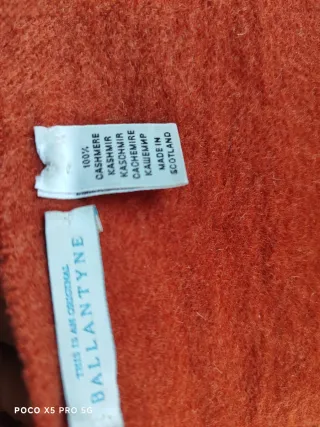 100%
CASHMERE
KASHMIR
KASCHMIR
CACHEMIRE
КАШЕМИР
MADE IN
SCOTLAND
THIS IS AN ORIGINAL
BALLANTYNE
POCO X5 PRO 5G